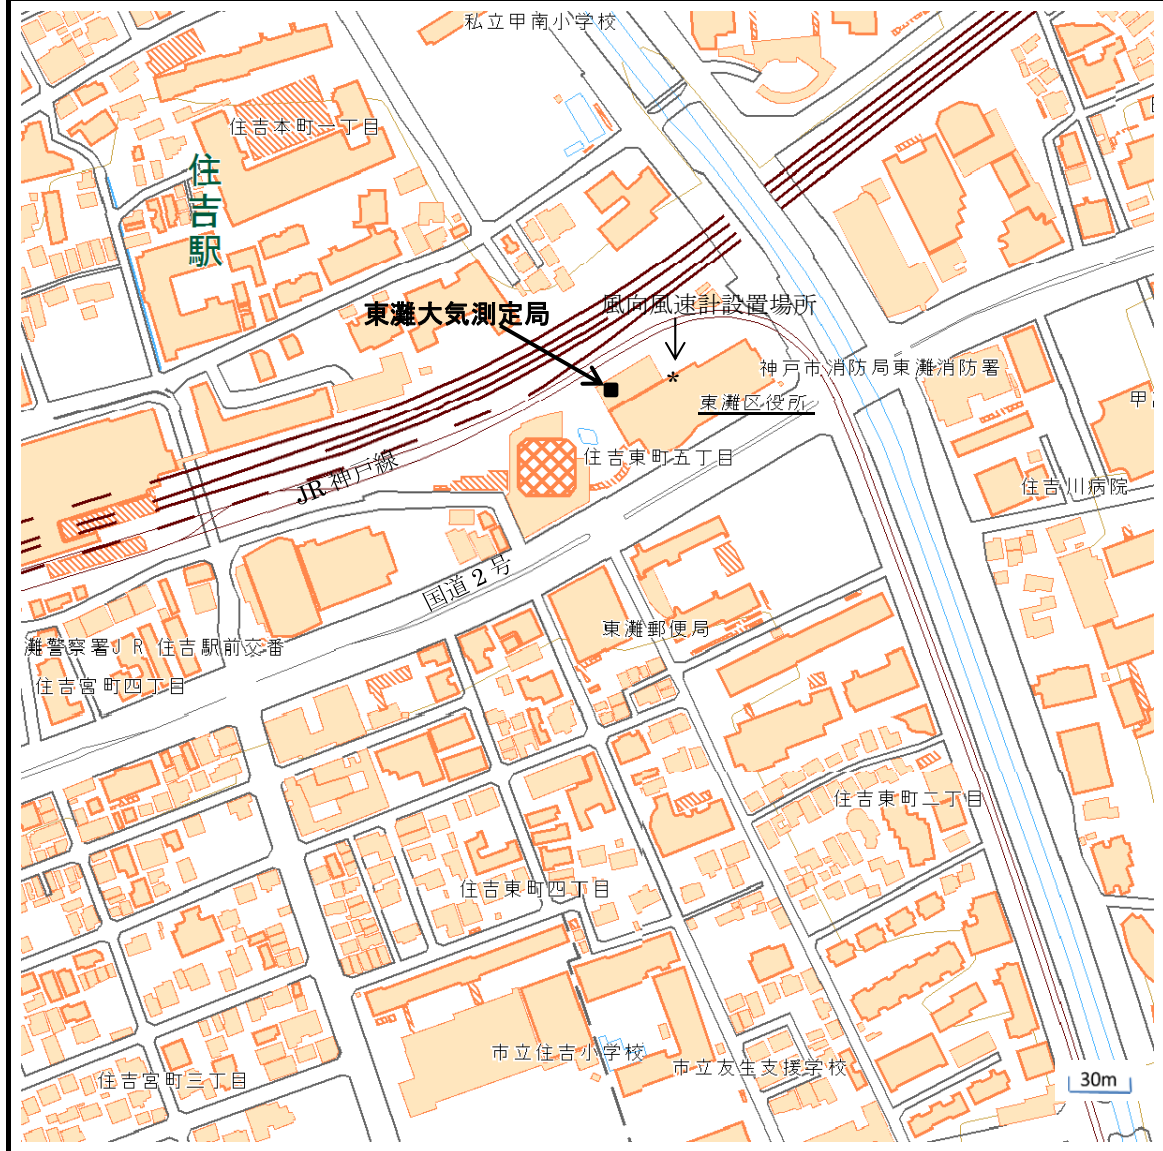 私立甲南小学校
住吉本町一丁目
住吉駅
東灘大気測定局
風向風速計設置場所
*
神戸市消防局東灘消防署
東灘区役所
住吉東町五丁目
JR神戸線
住吉川病院
国道2号
東灘郵便局
灘警察署JR住吉駅前交番
住吉宮町四丁目
住吉東町二丁目
住吉東町四丁目
市立住吉小学校
市立友生支援学校
住吉宮町三丁目
30m